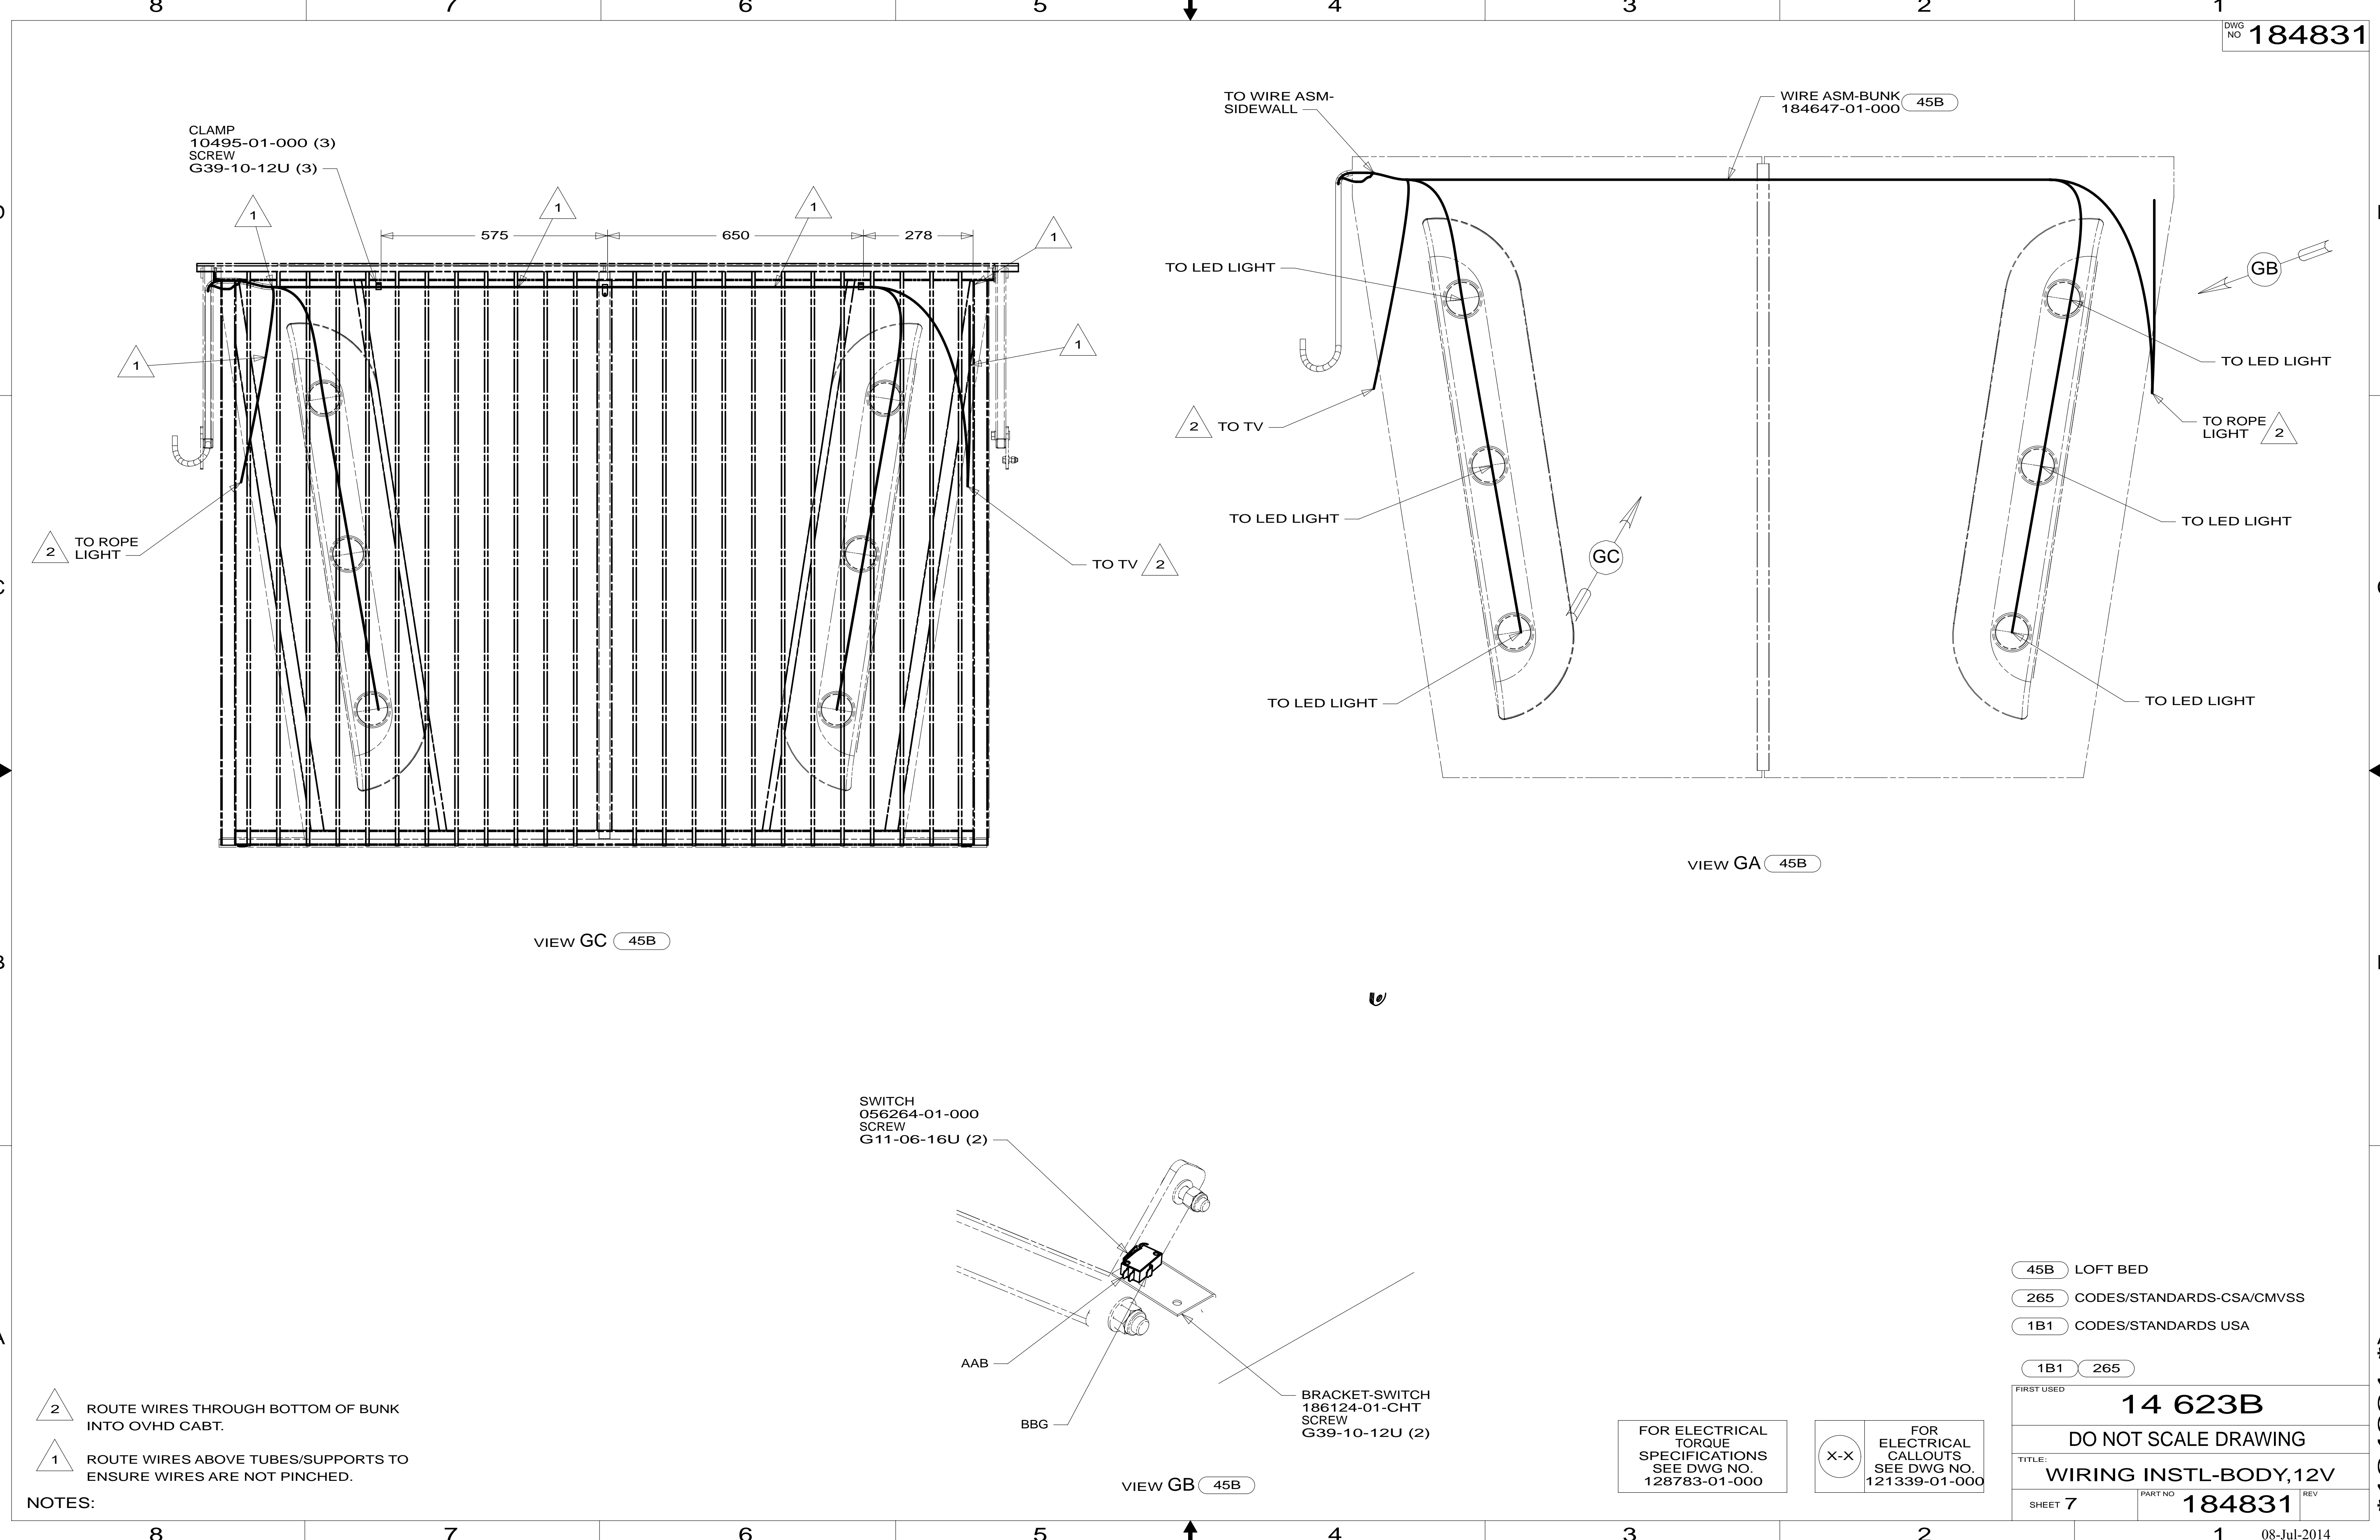 8 7 6 5 4 3 2 1
DWG
NO
184831
CLAMP
10495-01-000 (3)
SCREW
G39-10-12U (3)
1
1
1
1
575
650
278
1
1
2
TO ROPE
LIGHT
TO TV
2
VIEW GC
45B
TO WIRE ASM-
SIDEWALL
WIRE ASM-BUNK
184647-01-000
45B
TO LED LIGHT
GB
TO LED LIGHT
2
TO TV
TO ROPE
LIGHT
2
TO LED LIGHT
TO LED LIGHT
GC
TO LED LIGHT
TO LED LIGHT
VIEW GA
45B
SWITCH
056264-01-000
SCREW
G11-06-16U (2)
AAB
BBG
BRACKET-SWITCH
186124-01-CHT
SCREW
G39-10-12U (2)
VIEW GB
45B
2
ROUTE WIRES THROUGH BOTTOM OF BUNK
INTO OVHD CABT.
1
ROUTE WIRES ABOVE TUBES/SUPPORTS TO
ENSURE WIRES ARE NOT PINCHED.
NOTES:
FOR ELECTRICAL
TORQUE
SPECIFICATIONS
SEE DWG NO.
128783-01-000
X-X
FOR
ELECTRICAL
CALLOUTS
SEE DWG NO.
121339-01-000
45B
LOFT BED
265
CODES/STANDARDS-CSA/CMVSS
1B1
CODES/STANDARDS USA
1B1
265
FIRST USED
14 623B
DO NOT SCALE DRAWING
TITLE:
WIRING INSTL-BODY,12V
SHEET 7
PART NO
184831
REV
8 7 6 5 4 3 2 1
08-Jul-2014